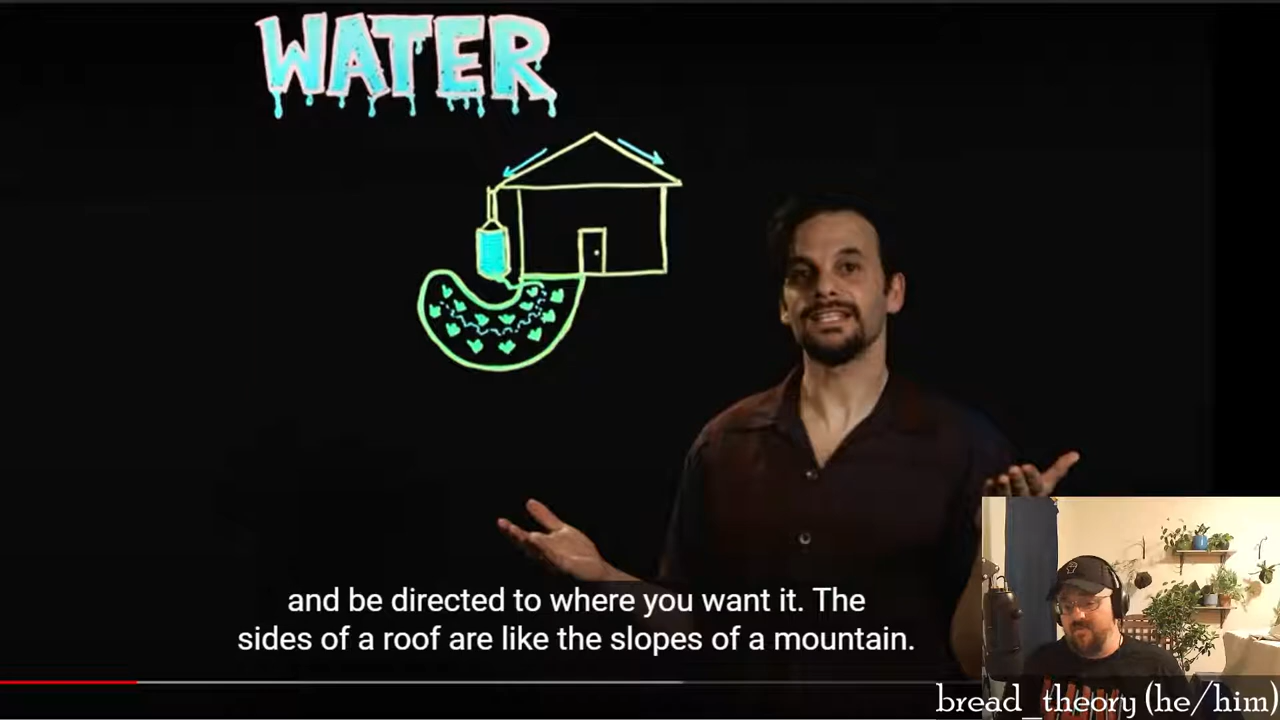 WATER
and be directed to where you want it. The
sides of a roof are like the slopes of a mountain.
bread_theory (he/him)